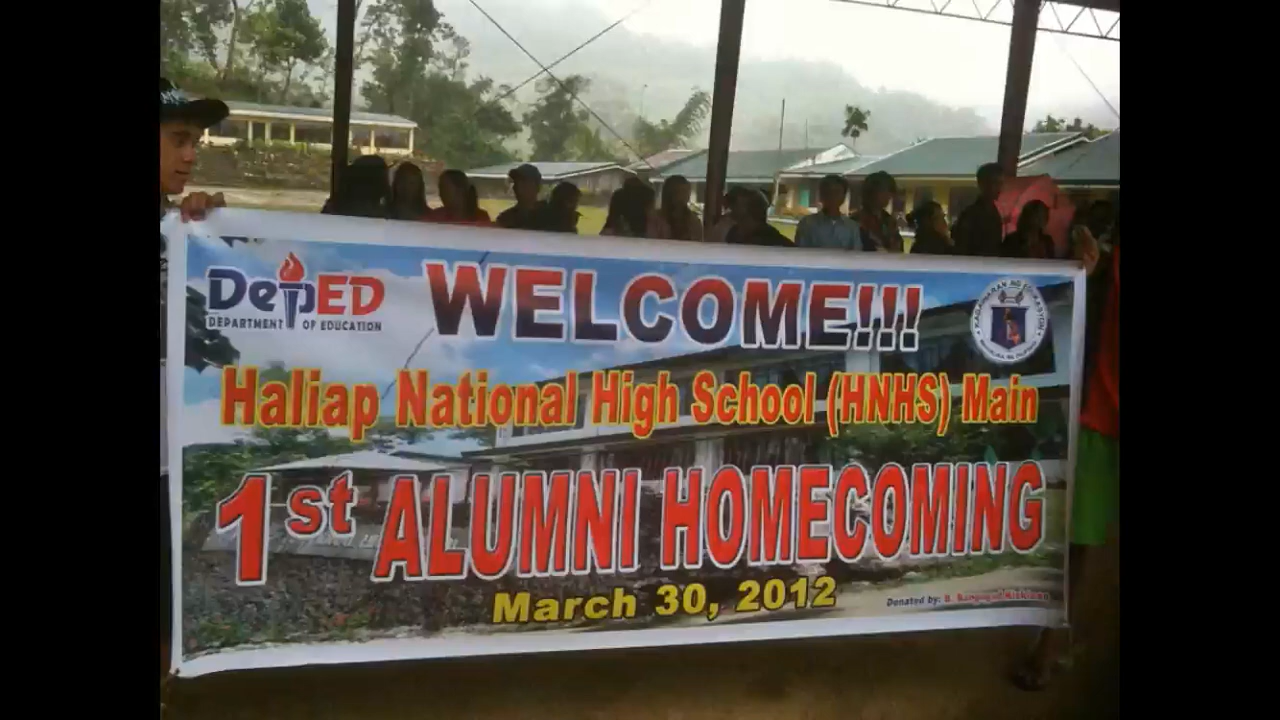 DepED
DEPARTMENT OF EDUCATION
WELCOME!!!
Haliap National High School (HNHS) Main
1st ALUMNI HOMECOMING
March 30, 2012
Donated by: B.